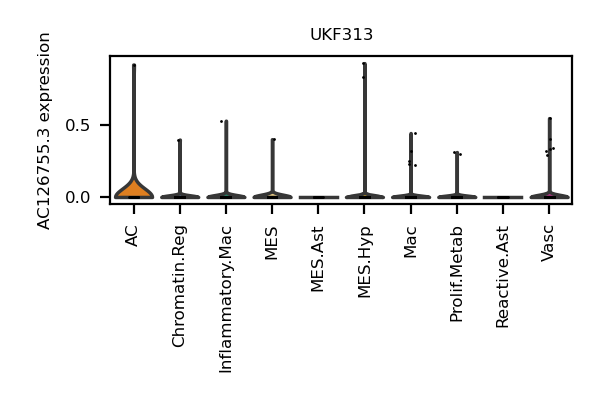 UKF313
AC126755.3 expression
0.5
0.0
AC
Chromatin.Reg
Inflammatory.Mac
MES
MES.Ast
MES.Hyp
Mac
Prolif.Metab
Reactive.Ast
Vasc